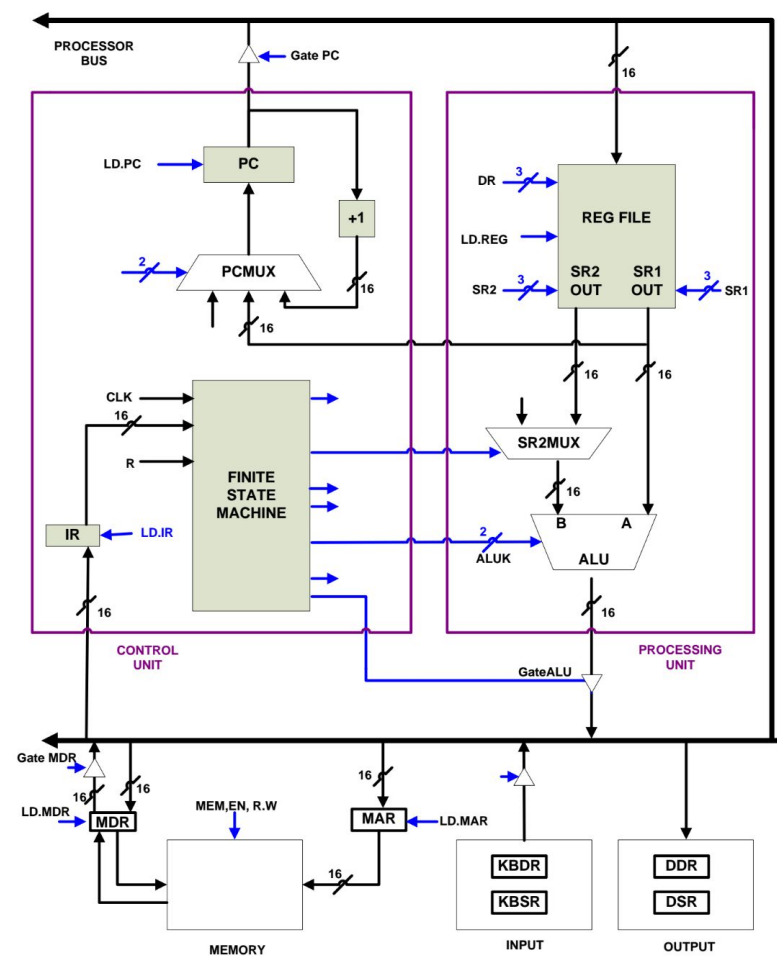 PROCESSOR
BUS
Gate PC
16
LD.PC
PC
+1
2
PCMUX
16
16
DR
3
REG FILE
LD.REG
SR2
OUT
SR1
OUT
SR2
3
3
SR1
CLK
16
R
FINITE
STATE
MACHINE
IR
LD.IR
16
16
16
SR2MUX
16
B
A
ALU
2
ALUK
16
CONTROL
UNIT
PROCESSING
UNIT
GateALU
Gate MDR
16
16
LD.MDR
MDR
MEM,EN, R.W
16
MAR
LD.MAR
16
MEMORY
KBDR
KBSR
INPUT
DDR
DSR
OUTPUT